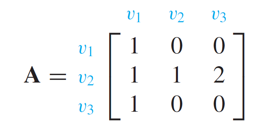 v₁ v₂ v₃
v₁ 1 0 0
A = v₂ 1 1 2
v₃ 1 0 0